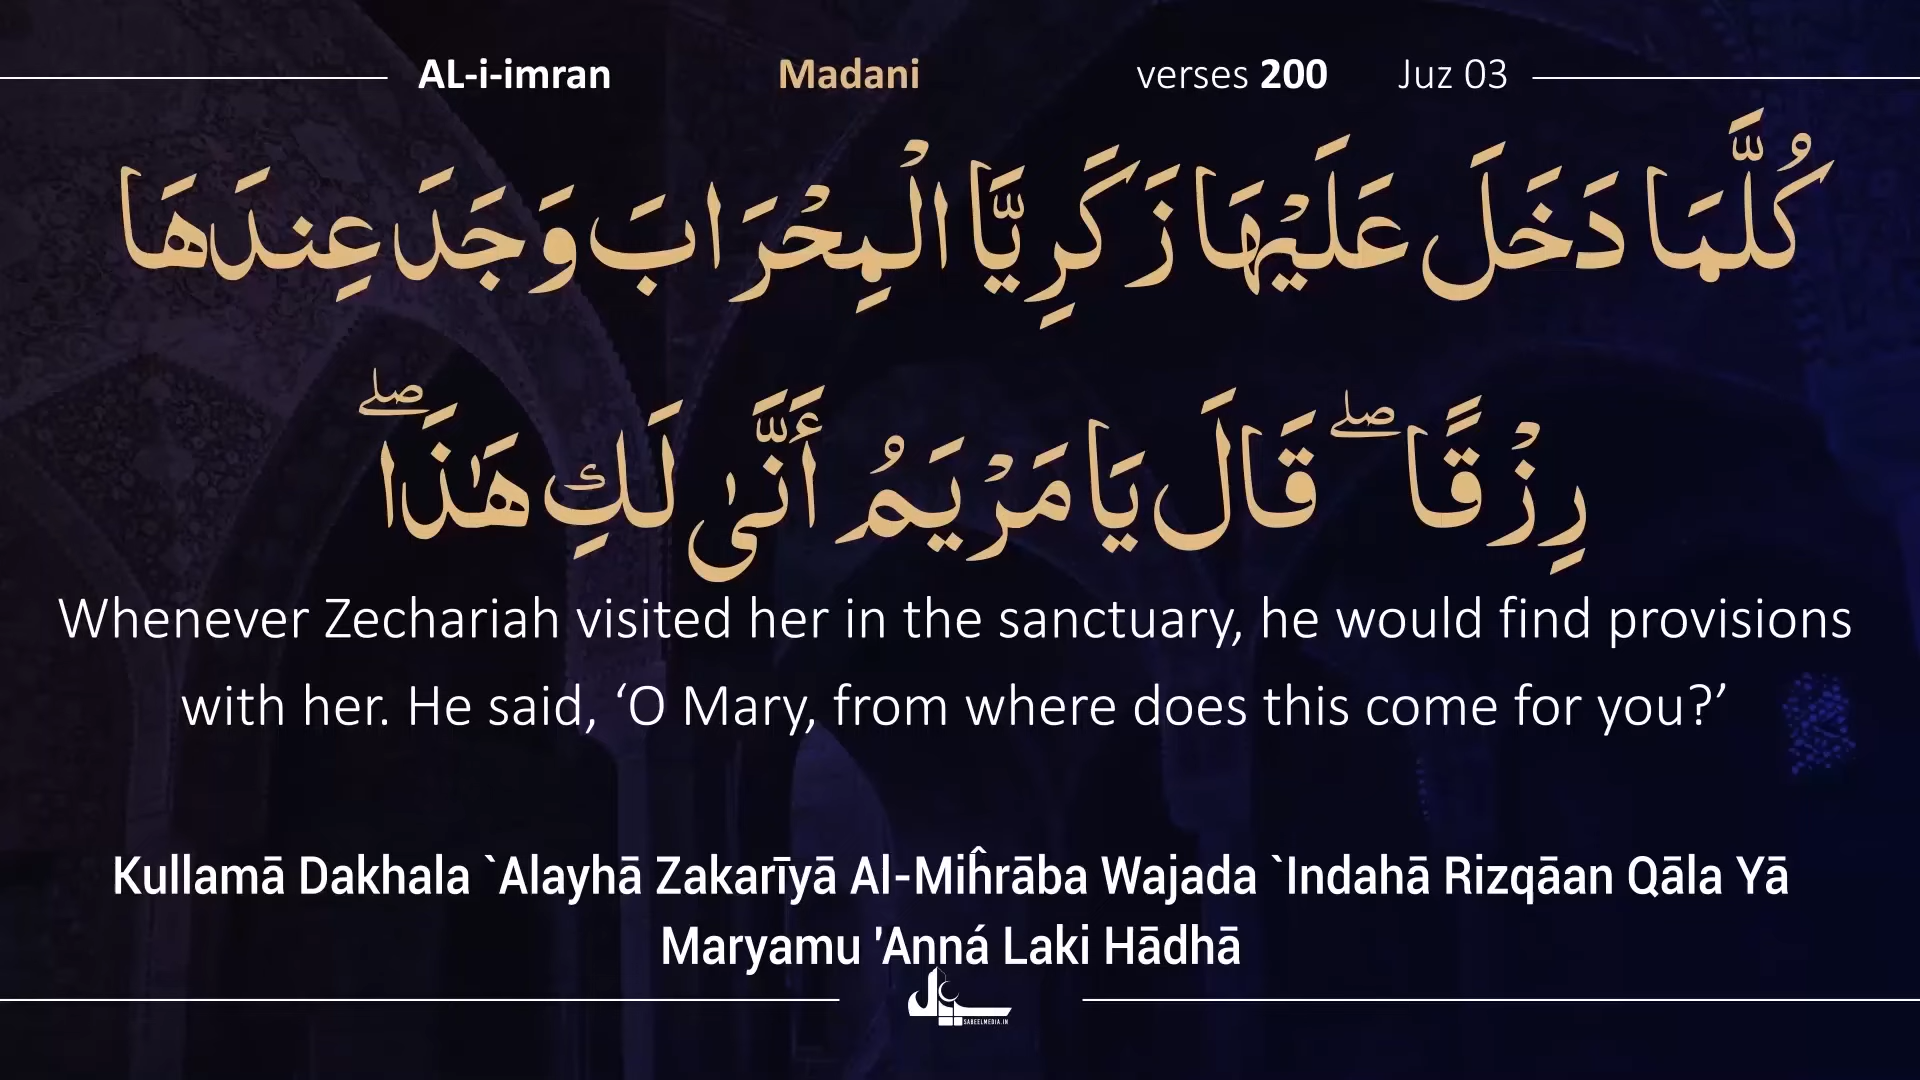 AL-i-imran Madani verses 200 Juz 03
كُلَّمَا دَخَلَ عَلَيْهَا زَكَرِيَّا الْمِحْرَابَ وَجَدَ عِندَهَا
رِزْقًا ۖ قَالَ يَا مَرْيَمُ أَنَّىٰ لَكِ هَٰذَا ۖ
Whenever Zechariah visited her in the sanctuary, he would find provisions
with her. He said, ‘O Mary, from where does this come for you?’
Kullamā Dakhala `Alayhā Zakarīyā Al-Miĥrāba Wajada `Indahā Rizqāan Qāla Yā
Maryamu 'Anná Laki Hādhā
SABEELMEDIA.IN